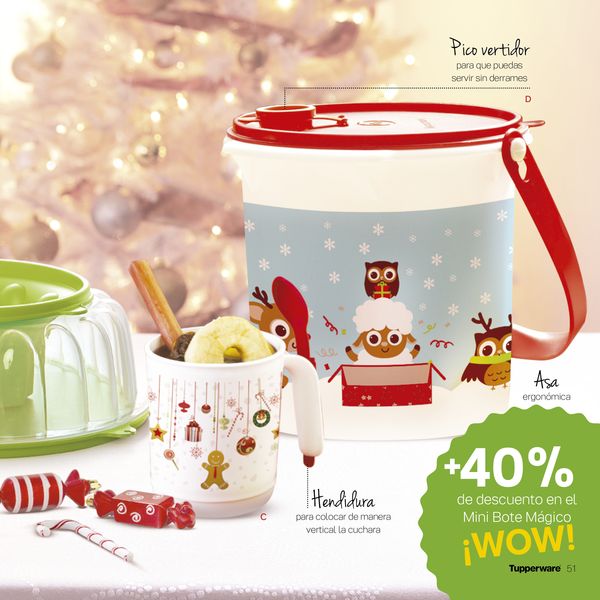 Pico vertidor
para que puedas
servir sin derrames
D
Asa
ergonómica
+40%
de descuento en el
Mini Bote Mágico
¡WOW!
Hendidura
para colocar de manera
vertical la cuchara
C
Tupperware 51